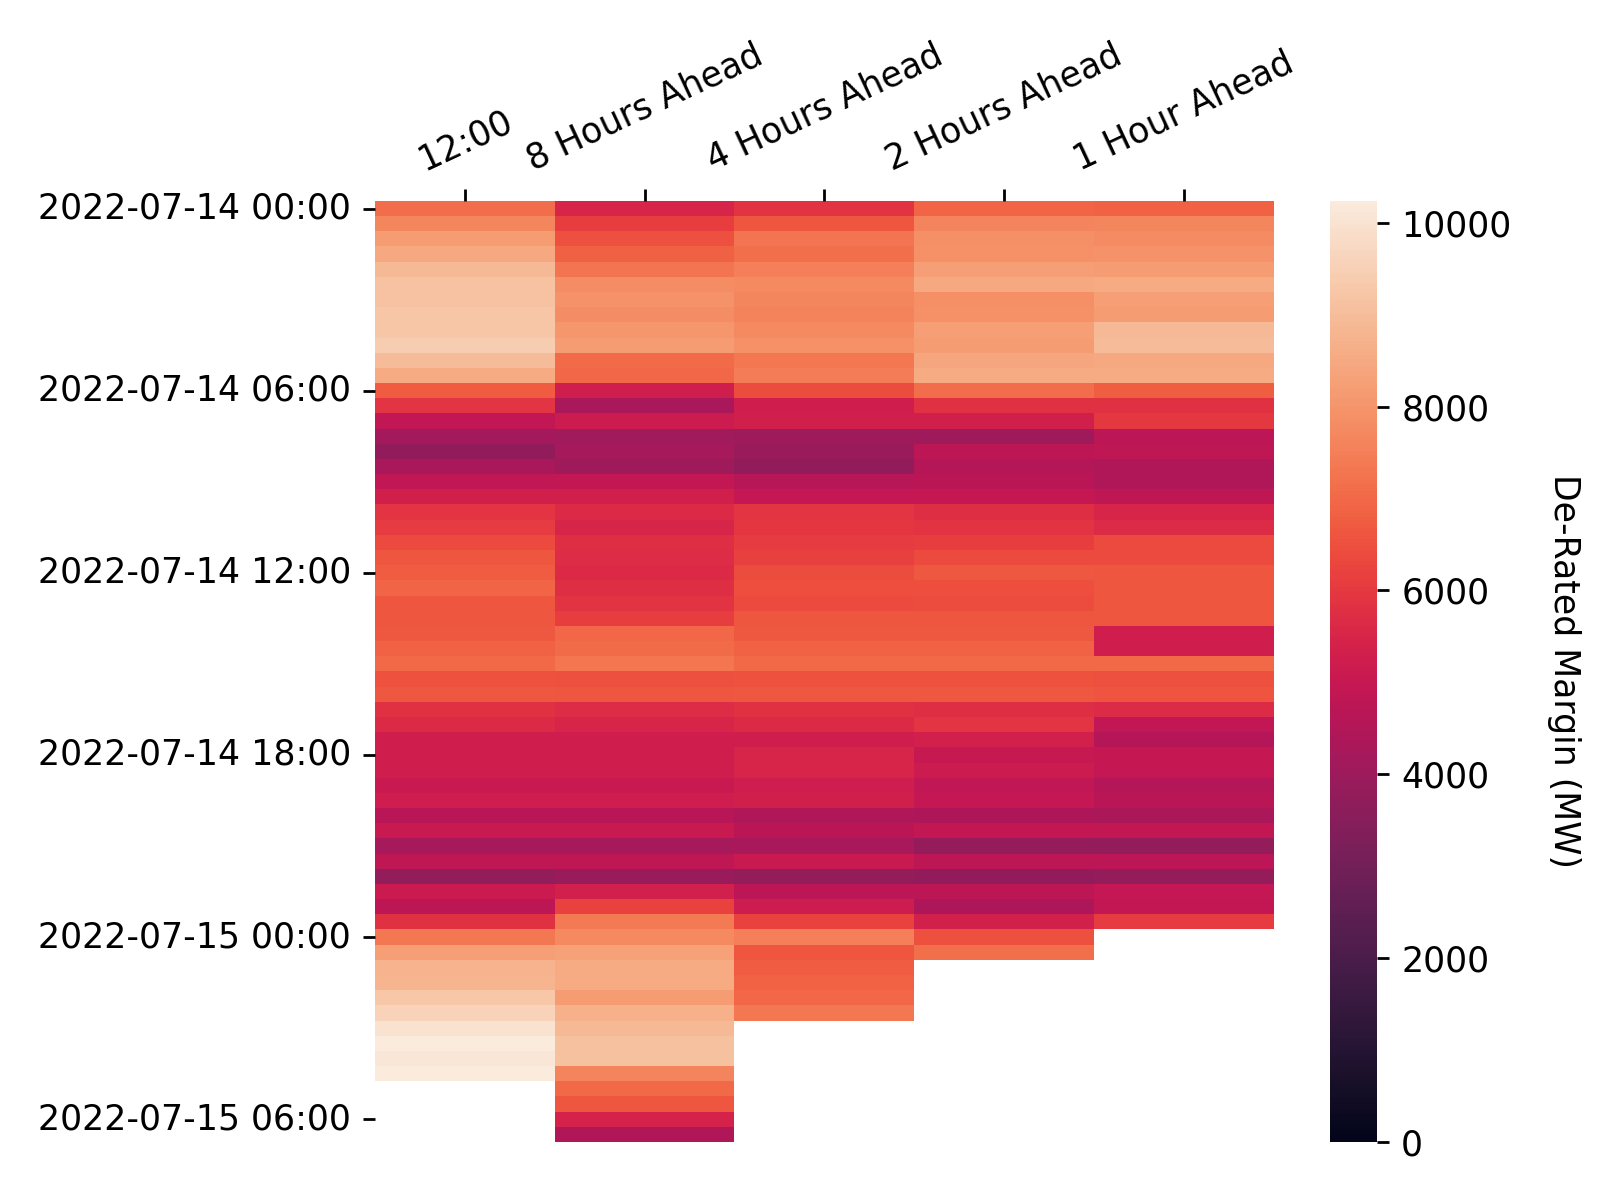 12:00
8 Hours Ahead
4 Hours Ahead
2 Hours Ahead
1 Hour Ahead
2022-07-14 00:00
2022-07-14 06:00
2022-07-14 12:00
2022-07-14 18:00
2022-07-15 00:00
2022-07-15 06:00
10000
8000
6000
4000
2000
0
De-Rated Margin (MW)